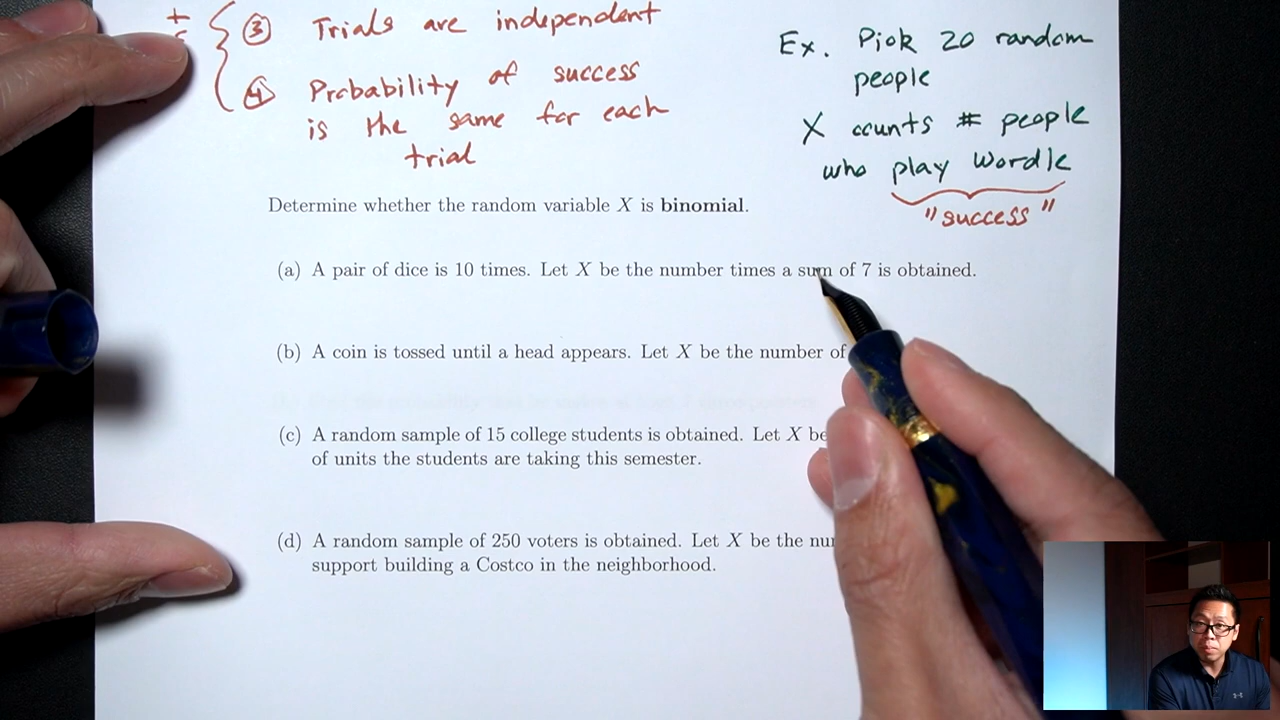 ③ Trials are independent
④ Probability of success
is the same for each
trial
Ex. Pick 20 random
people
X counts # people
who play Wordle
"success"
Determine whether the random variable X is binomial.
(a) A pair of dice is 10 times. Let X be the number times a sum of 7 is obtained.
(b) A coin is tossed until a head appears. Let X be the number of
(c) A random sample of 15 college students is obtained. Let X be
of units the students are taking this semester.
(d) A random sample of 250 voters is obtained. Let X be the
support building a Costco in the neighborhood.